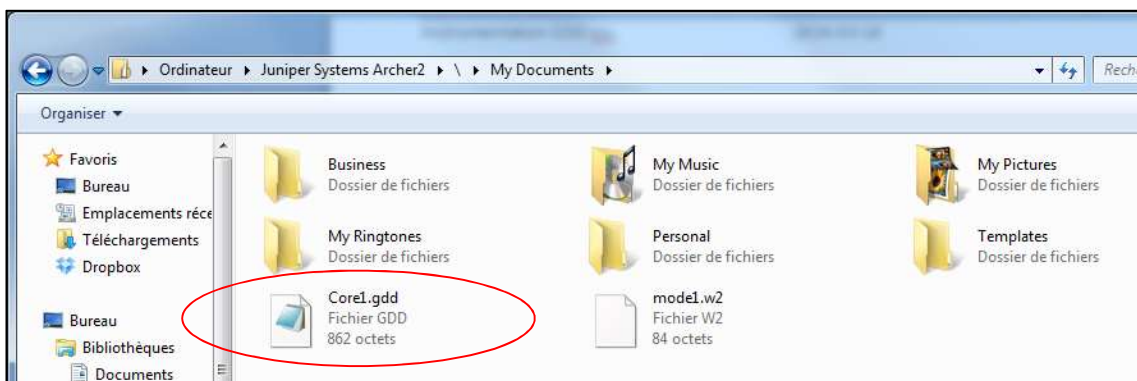 Ordinateur Juniper Systems Archer2 \ My Documents
Rech
Organiser
Favoris
Bureau
Emplacements réce
Téléchargements
Dropbox
Bureau
Bibliothèques
Documents
Business
Dossier de fichiers
My Music
Dossier de fichiers
My Pictures
Dossier de fichiers
My Ringtones
Dossier de fichiers
Personal
Dossier de fichiers
Templates
Dossier de fichiers
Core1.gdd
Fichier GDD
862 octets
mode1.w2
Fichier W2
84 octets